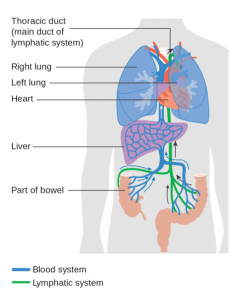 Thoracic duct
(main duct of
lymphatic system)
Right lung
Left lung
Heart
Liver
Part of bowel
Blood system
Lymphatic system